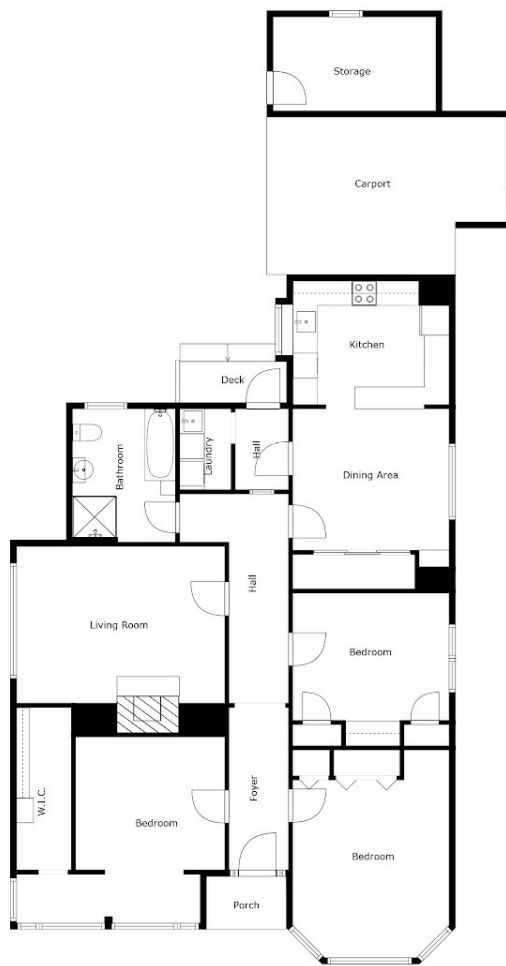 Storage
Carport
Kitchen
Deck
Bathroom
Laundry
Hall
Dining Area
Living Room
Hall
Bedroom
W.I.C.
Bedroom
Foyer
Bedroom
Porch